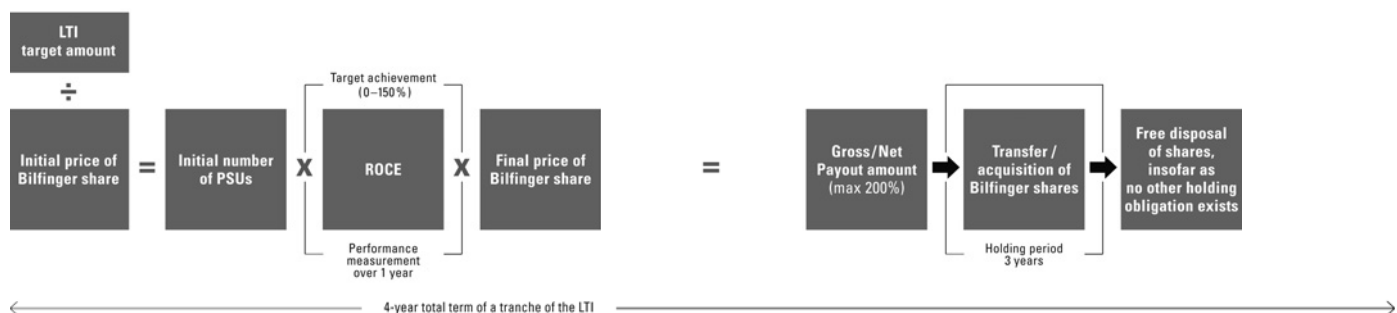 LTI
target amount
÷
Initial price of
Bilfinger share
=
Initial number
of PSUs
X
Target achievement
(0–150%)
ROCE
Performance
measurement
over 1 year
X
Final price of
Bilfinger share
=
Gross/Net
Payout amount
(max 200%)
Transfer /
acquisition of
Bilfinger shares
Holding period
3 years
Free disposal
of shares,
insofar as
no other holding
obligation exists
4-year total term of a tranche of the LTI